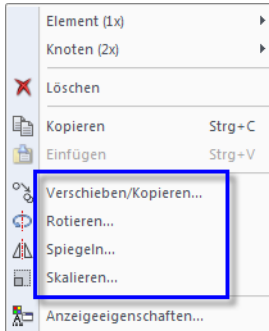 Element (1x)
Knoten (2x)
Löschen
Kopieren Strg+C
Einfügen Strg+V
Verschieben/Kopieren...
Rotieren...
Spiegeln...
Skalieren...
Anzeigeeigenschaften...